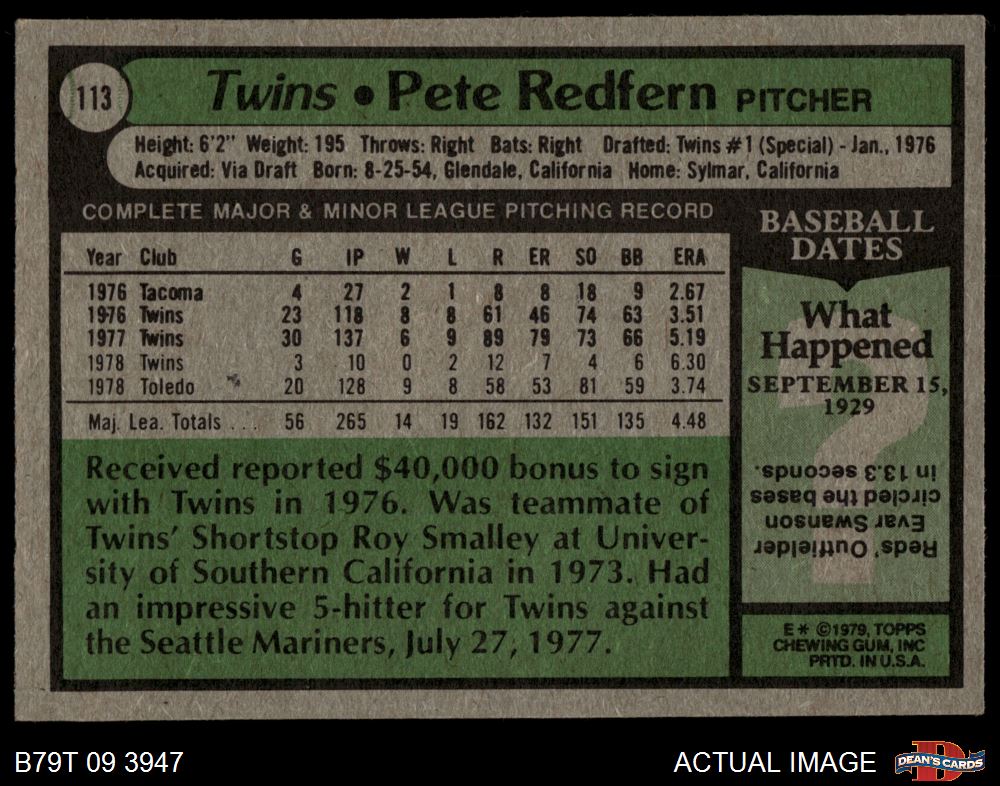 113
Twins • Pete Redfern PITCHER
Height: 6'2" Weight: 195 Throws: Right Bats: Right Drafted: Twins #1 (Special) - Jan., 1976
Acquired: Via Draft Born: 8-25-54, Glendale, California Home: Sylmar, California
COMPLETE MAJOR & MINOR LEAGUE PITCHING RECORD
Year Club G IP W L R ER SO BB ERA
1976 Tacoma 4 27 2 1 8 8 18 9 2.67
1976 Twins 23 118 8 8 61 46 74 63 3.51
1977 Twins 30 137 6 9 89 79 73 66 5.19
1978 Twins 3 10 0 2 12 7 4 6 6.30
1978 Toledo 20 128 9 8 58 53 81 59 3.74
Maj. Lea. Totals . . . 56 265 14 19 162 132 151 135 4.48
Received reported $40,000 bonus to sign
with Twins in 1976. Was teammate of
Twins' Shortstop Roy Smalley at Univer-
sity of Southern California in 1973. Had
an impressive 5-hitter for Twins against
the Seattle Mariners, July 27, 1977.
BASEBALL
DATES
What
Happened
SEPTEMBER 15,
1929
?
Reds' Outfielder
Evar Swanson
circled the bases
in 13.3 seconds.
E * ©1979, TOPPS
CHEWING GUM, INC
PRTD. IN U.S.A.
B79T 09 3947
ACTUAL IMAGE
D
DEAN'S CARDS